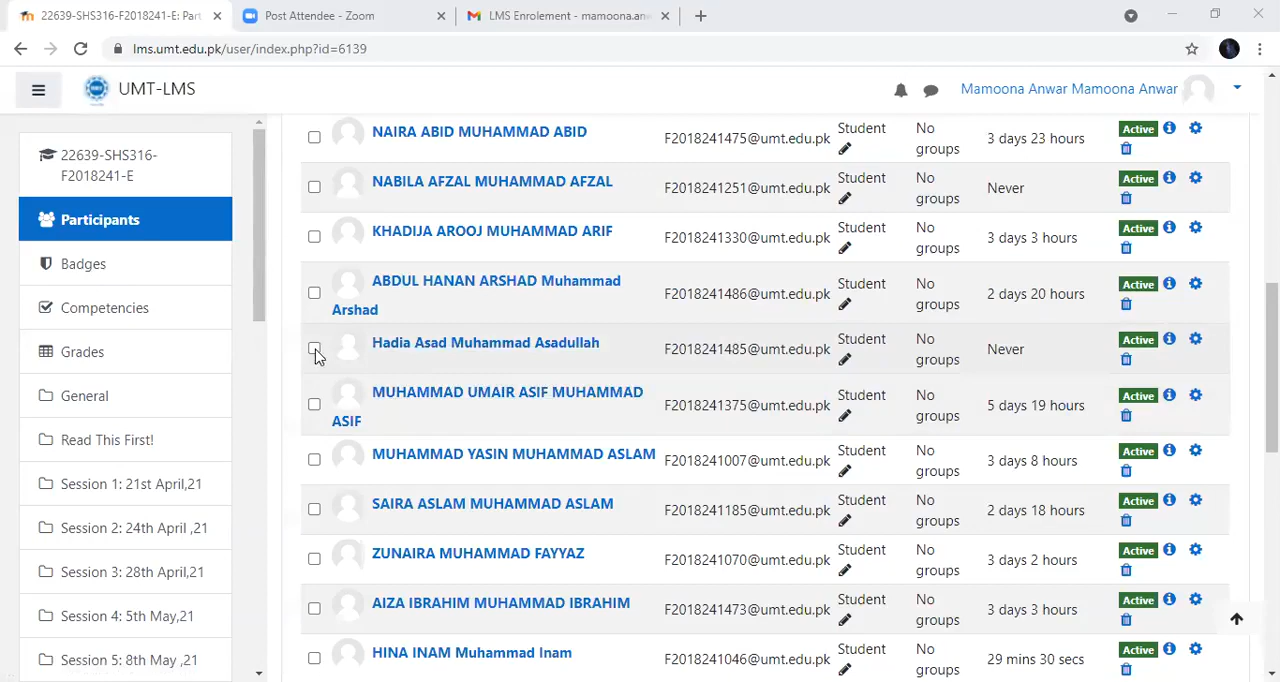 22639-SHS316-F2018241-E: Part
Post Attendee - Zoom
LMS Enrolement - mamoona.an
lms.umt.edu.pk/user/index.php?id=6139
UMT-LMS
Mamoona Anwar Mamoona Anwar
22639-SHS316-
F2018241-E
Participants
Badges
Competencies
Grades
General
Read This First!
Session 1: 21st April,21
Session 2: 24th April ,21
Session 3: 28th April,21
Session 4: 5th May,21
Session 5: 8th May ,21
NAIRA ABID MUHAMMAD ABID F2018241475@umt.edu.pk Student No groups 3 days 23 hours Active
NABILA AFZAL MUHAMMAD AFZAL F2018241251@umt.edu.pk Student No groups Never Active
KHADIJA AROOJ MUHAMMAD ARIF F2018241330@umt.edu.pk Student No groups 3 days 3 hours Active
ABDUL HANAN ARSHAD Muhammad Arshad F2018241486@umt.edu.pk Student No groups 2 days 20 hours Active
Hadia Asad Muhammad Asadullah F2018241485@umt.edu.pk Student No groups Never Active
MUHAMMAD UMAIR ASIF MUHAMMAD ASIF F2018241375@umt.edu.pk Student No groups 5 days 19 hours Active
MUHAMMAD YASIN MUHAMMAD ASLAM F2018241007@umt.edu.pk Student No groups 3 days 8 hours Active
SAIRA ASLAM MUHAMMAD ASLAM F2018241185@umt.edu.pk Student No groups 2 days 18 hours Active
ZUNAIRA MUHAMMAD FAYYAZ F2018241070@umt.edu.pk Student No groups 3 days 2 hours Active
AIZA IBRAHIM MUHAMMAD IBRAHIM F2018241473@umt.edu.pk Student No groups 3 days 3 hours Active
HINA INAM Muhammad Inam F2018241046@umt.edu.pk Student No groups 29 mins 30 secs Active